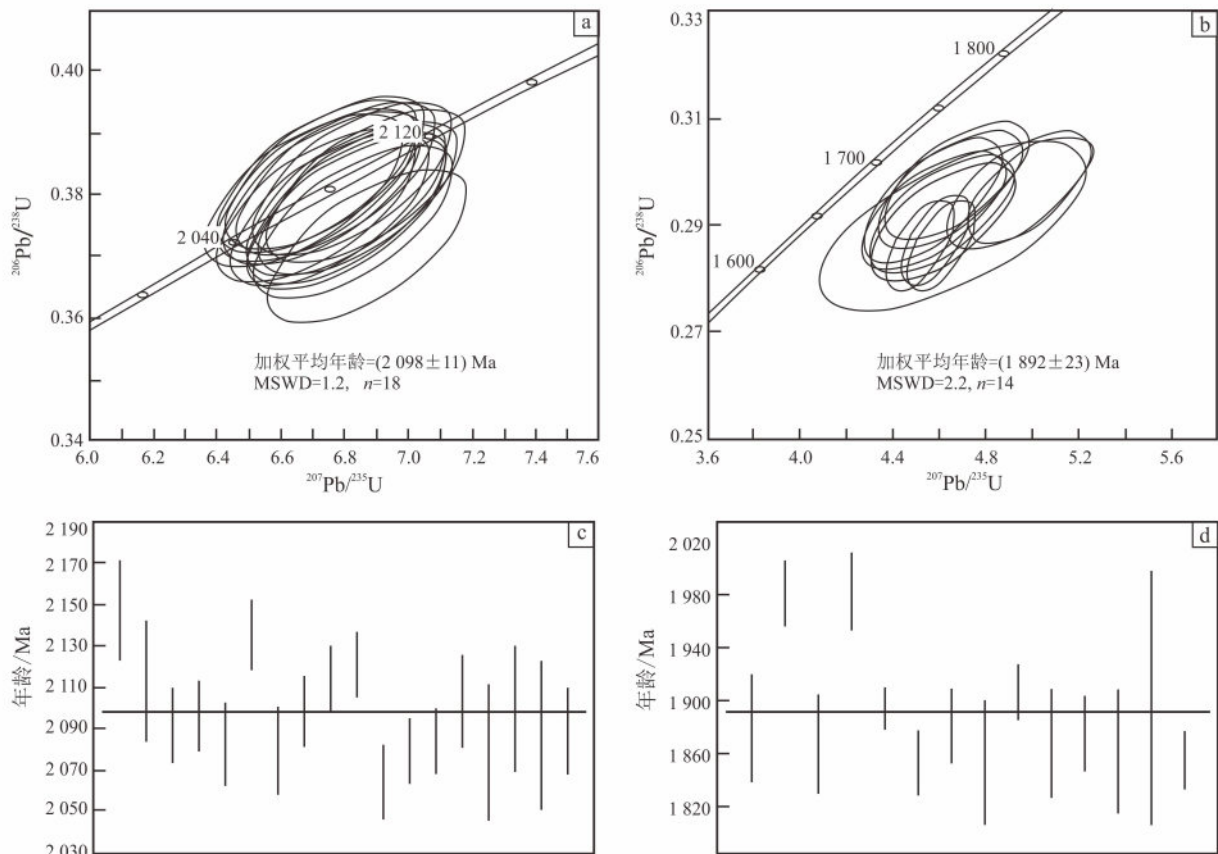 a
0.40
0.38
0.36
0.34
²⁰⁶Pb/²³⁸U
2 120
2 040
加权平均年龄=(2 098±11) Ma
MSWD=1.2, n=18
6.0 6.2 6.4 6.6 6.8 7.0 7.2 7.4 7.6
²⁰⁷Pb/²³⁵U
b
0.33
0.31
0.29
0.27
0.25
²⁰⁶Pb/²³⁸U
1 800
1 700
1 600
加权平均年龄=(1 892±23) Ma
MSWD=2.2, n=14
3.6 4.0 4.4 4.8 5.2 5.6
²⁰⁷Pb/²³⁵U
c
2 190
2 170
2 150
2 130
2 110
2 090
2 070
2 050
2 030
年龄/Ma
d
2 020
1 980
1 940
1 900
1 860
1 820
年龄/Ma